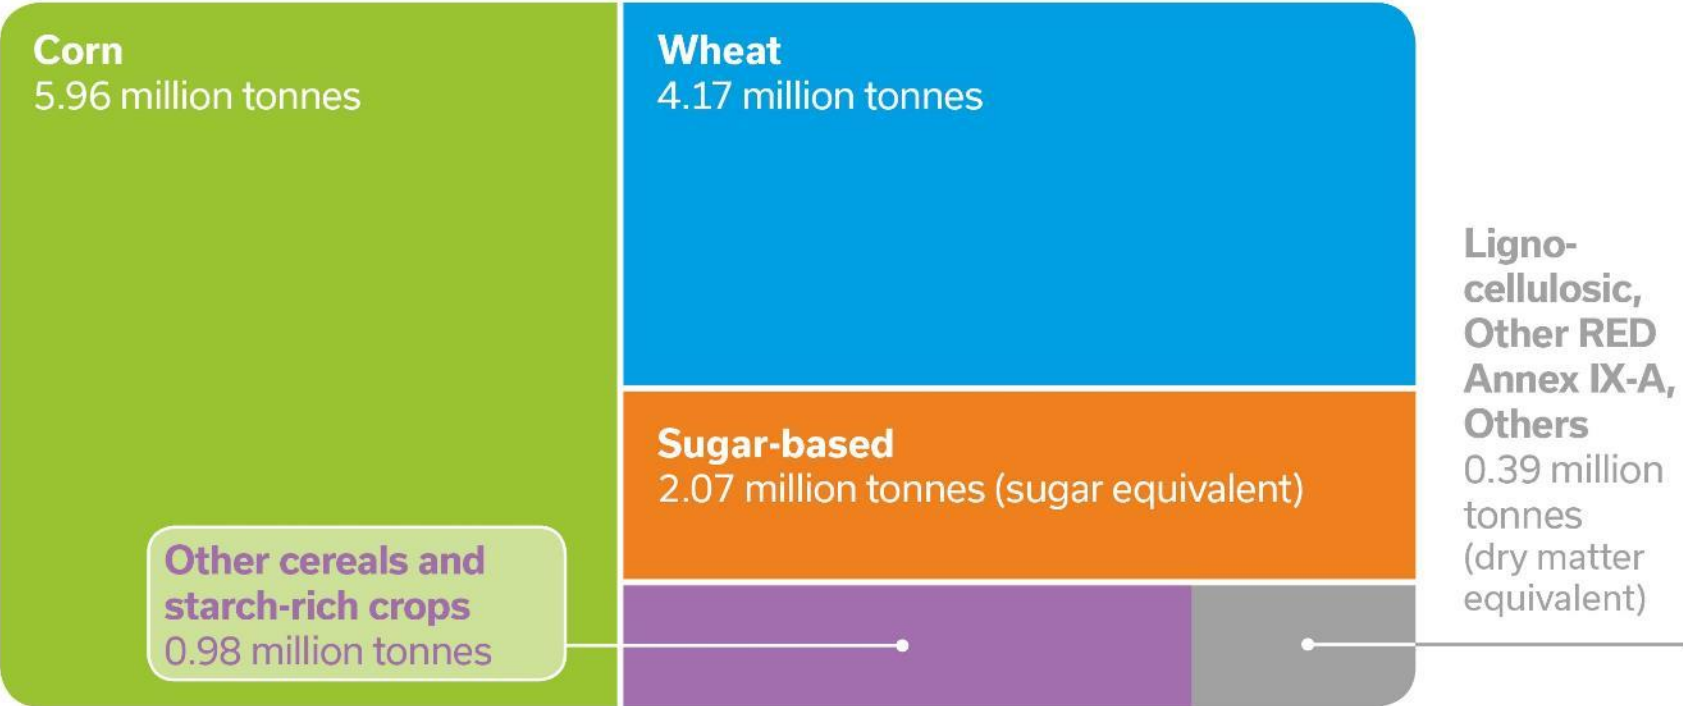 Corn
5.96 million tonnes
Wheat
4.17 million tonnes
Sugar-based
2.07 million tonnes (sugar equivalent)
Other cereals and
starch-rich crops
0.98 million tonnes
Ligno-
cellulosic,
Other RED
Annex IX-A,
Others
0.39 million
tonnes
(dry matter
equivalent)